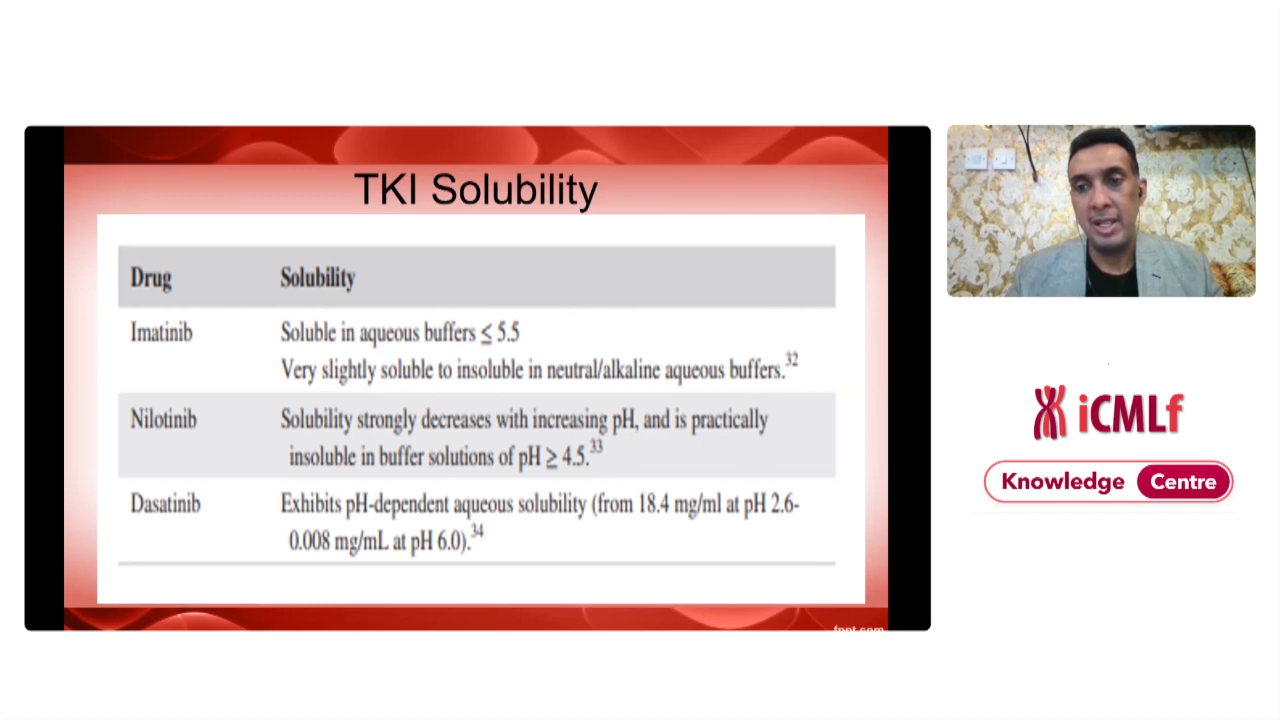 TKI Solubility
Drug Solubility
Imatinib Soluble in aqueous buffers ≤ 5.5
Very slightly soluble to insoluble in neutral/alkaline aqueous buffers.32
Nilotinib Solubility strongly decreases with increasing pH, and is practically
insoluble in buffer solutions of pH ≥ 4.5.33
Dasatinib Exhibits pH-dependent aqueous solubility (from 18.4 mg/ml at pH 2.6-
0.008 mg/mL at pH 6.0).34
fppt.com
iCMLf
Knowledge Centre